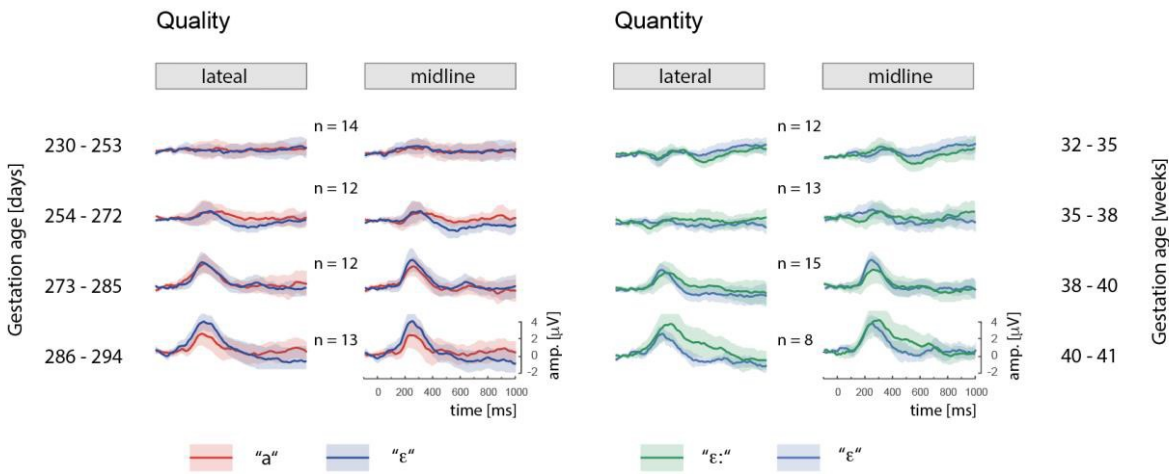 Quality
Quantity
lateal
midline
lateral
midline
Gestation age [days]
Gestation age [weeks]
230 - 253
n = 14
n = 12
32 - 35
254 - 272
n = 12
n = 13
35 - 38
273 - 285
n = 12
n = 15
38 - 40
286 - 294
n = 13
n = 8
40 - 41
4
2
0
-2
amp. [µV]
4
2
0
-2
amp. [µV]
0 200 400 600 800 1000
time [ms]
0 200 400 600 800 1000
time [ms]
"a"
"ε"
"ε:"
"ε"